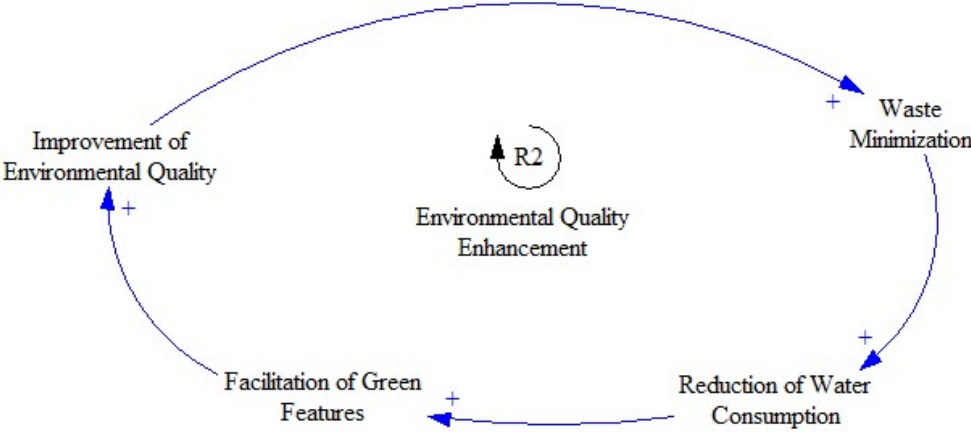 +
Waste
Minimization
Improvement of
Environmental Quality
R2
+
Environmental Quality
Enhancement
+
Facilitation of Green
Features
+
Reduction of Water
Consumption